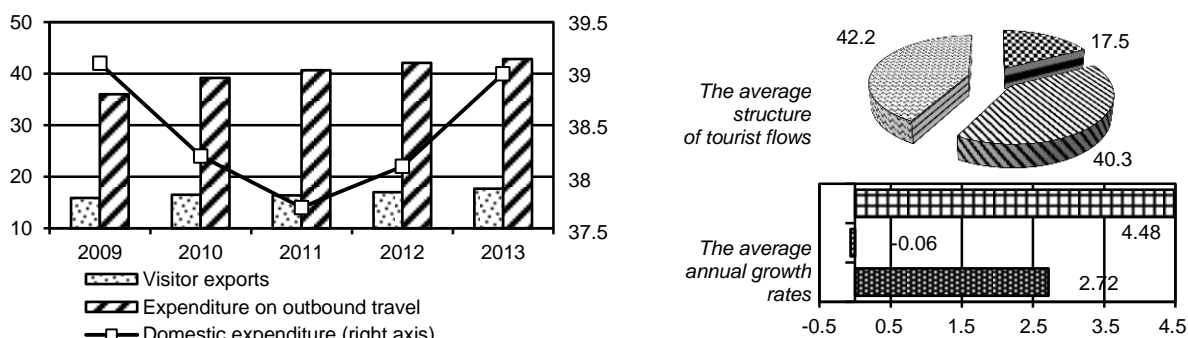 50
40
30
20
10
39.5
39
38.5
38
37.5
2009 2010 2011 2012 2013
Visitor exports
Expenditure on outbound travel
Domestic expenditure (right axis)
The average
structure
of tourist flows
42.2
17.5
40.3
The average
annual growth
rates
4.48
-0.06
2.72
-0.5 0.5 1.5 2.5 3.5 4.5